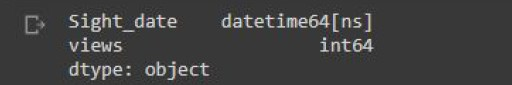 Sight_date datetime64[ns]
views int64
dtype: object